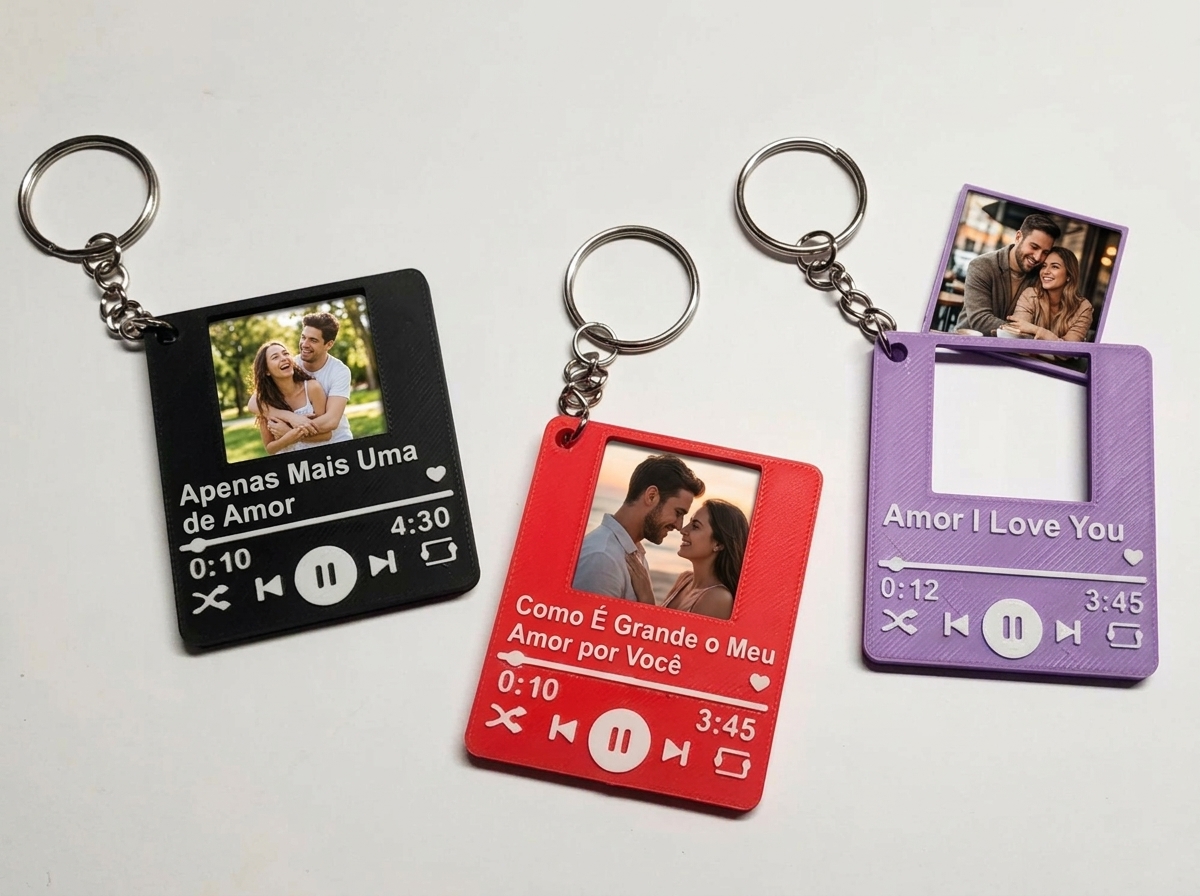 Apenas Mais Uma
de Amor
0:10
4:30
Como É Grande o Meu
Amor por Você
0:10
3:45
Amor I Love You
0:12
3:45